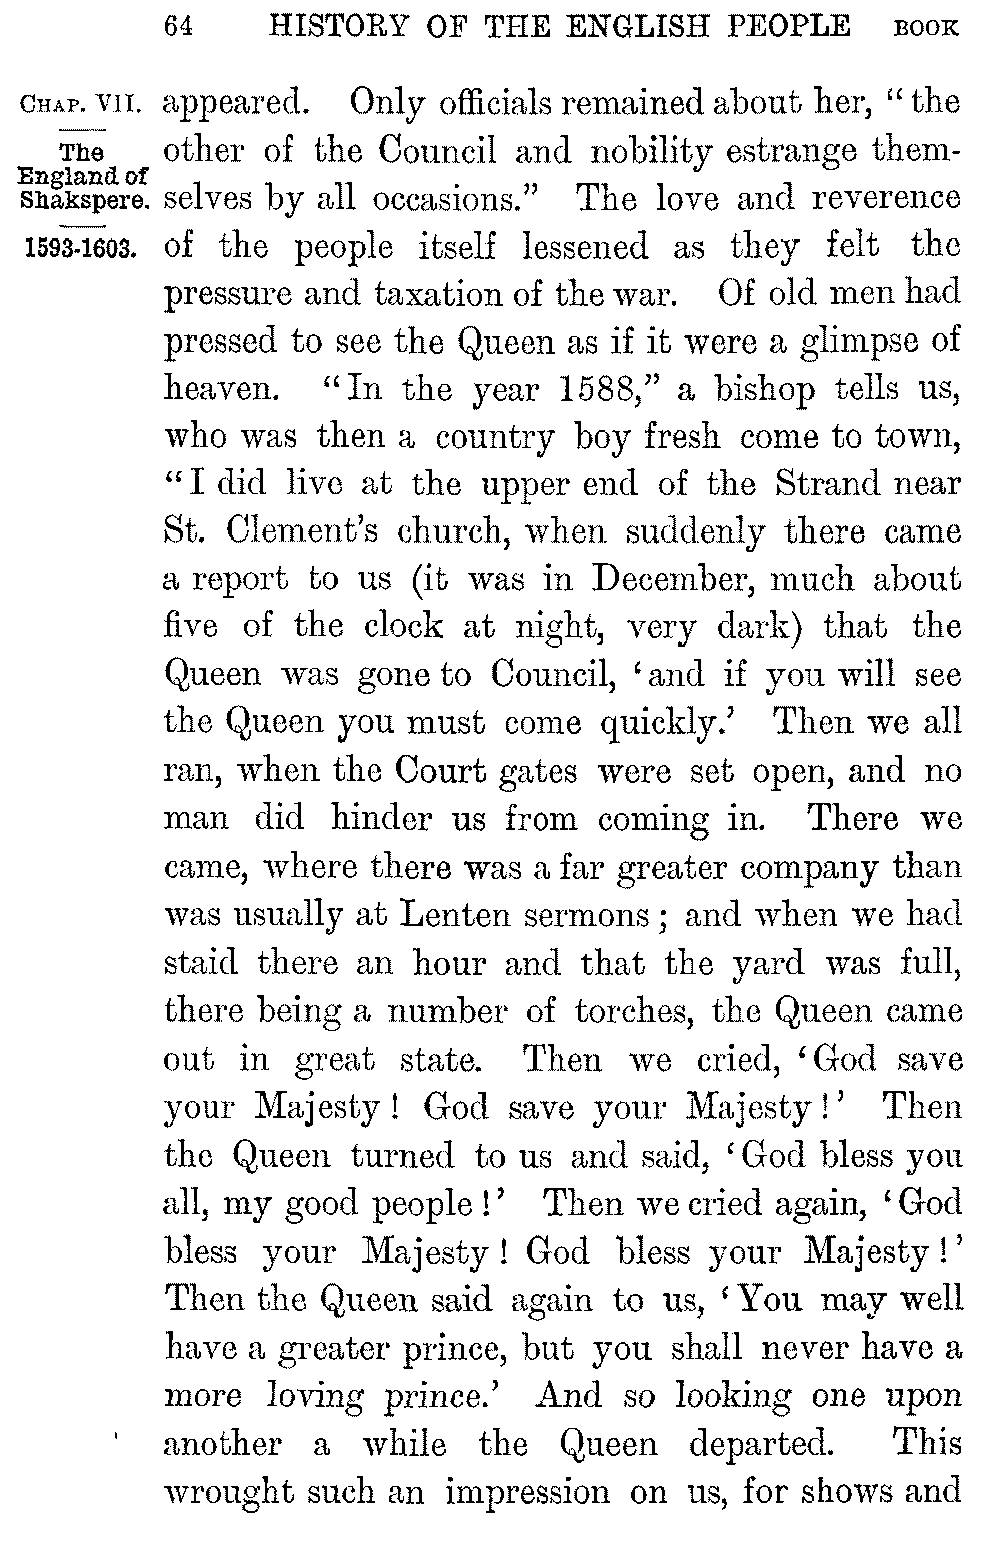 64 HISTORY OF THE ENGLISH PEOPLE BOOK
CHAP. VII.
The
England of
Shakspere.
1593-1603.
appeared. Only officials remained about her, “the
other of the Council and nobility estrange them-
selves by all occasions.” The love and reverence
of the people itself lessened as they felt the
pressure and taxation of the war. Of old men had
pressed to see the Queen as if it were a glimpse of
heaven. “In the year 1588,” a bishop tells us,
who was then a country boy fresh come to town,
“I did live at the upper end of the Strand near
St. Clement’s church, when suddenly there came
a report to us (it was in December, much about
five of the clock at night, very dark) that the
Queen was gone to Council, ‘and if you will see
the Queen you must come quickly.’ Then we all
ran, when the Court gates were set open, and no
man did hinder us from coming in. There we
came, where there was a far greater company than
was usually at Lenten sermons; and when we had
staid there an hour and that the yard was full,
there being a number of torches, the Queen came
out in great state. Then we cried, ‘God save
your Majesty! God save your Majesty!’ Then
the Queen turned to us and said, ‘God bless you
all, my good people!’ Then we cried again, ‘God
bless your Majesty! God bless your Majesty!’
Then the Queen said again to us, ‘You may well
have a greater prince, but you shall never have a
more loving prince.’ And so looking one upon
another a while the Queen departed. This
wrought such an impression on us, for shows and